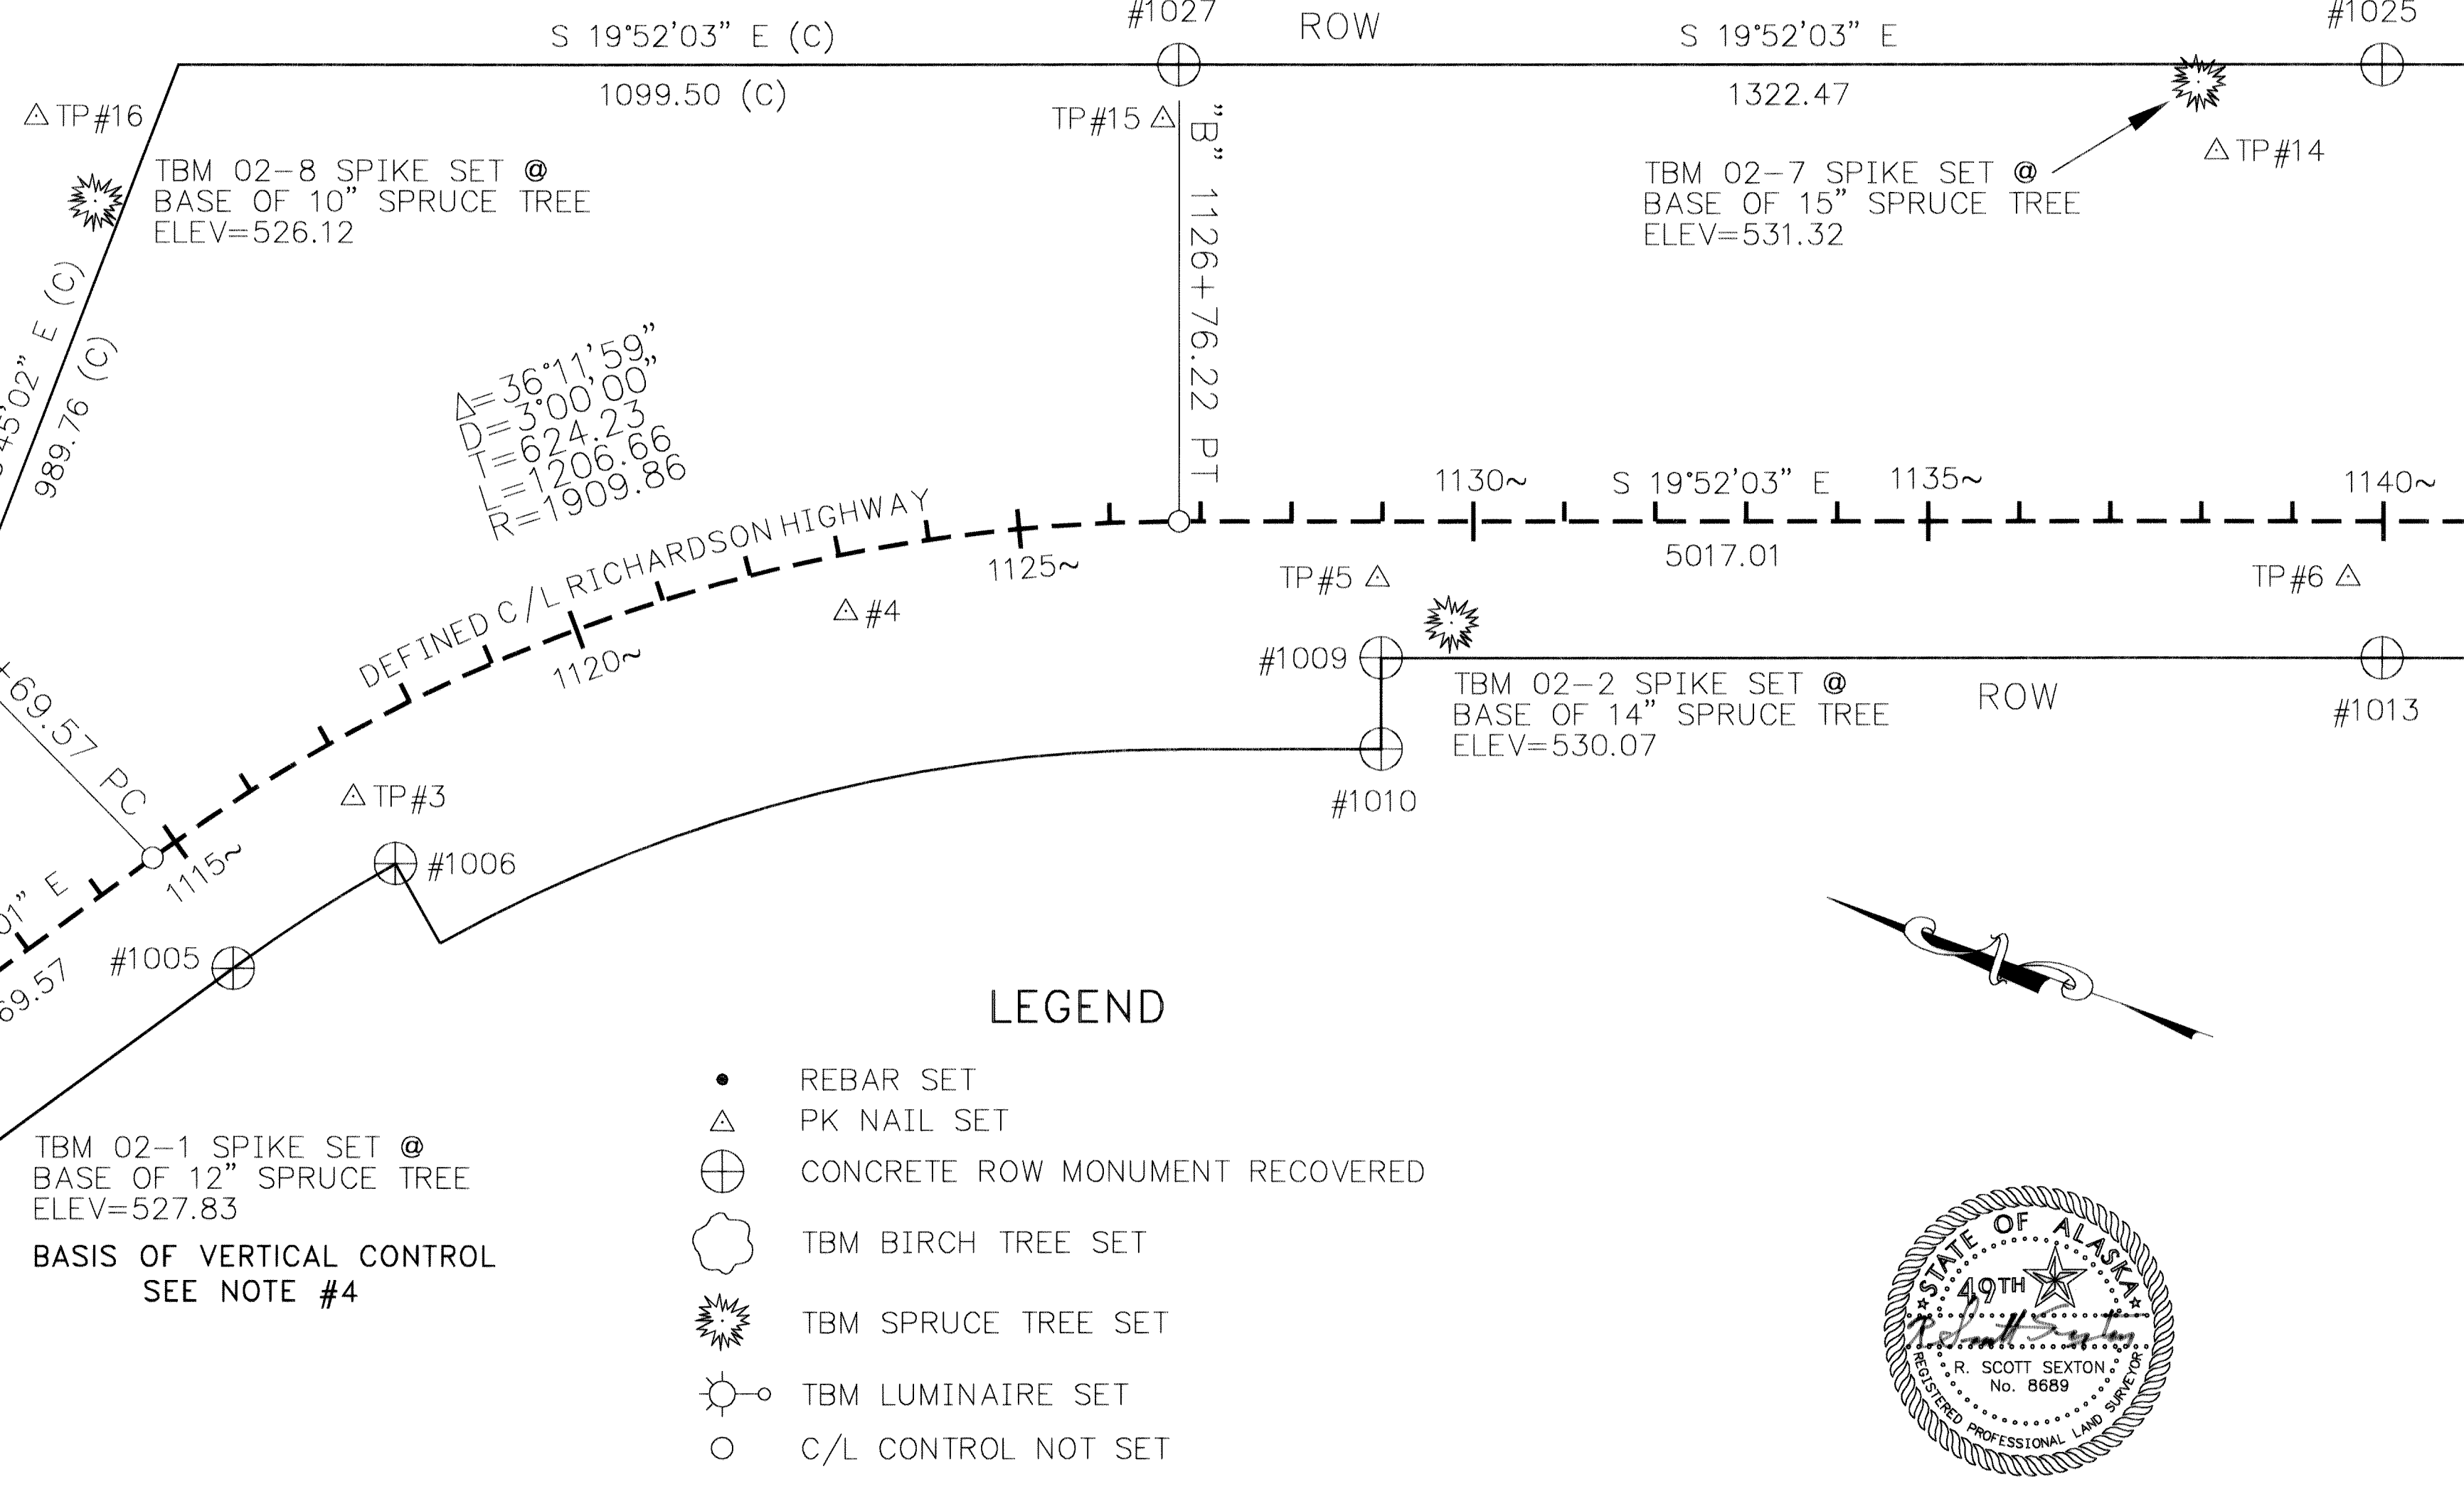 #1027
ROW
#1025
S 19°52'03" E (C)
S 19°52'03" E
1099.50 (C)
1322.47
TP#16
TP#15
TP#14
"B" 1126+76.22 PT
TBM 02-8 SPIKE SET @
BASE OF 10" SPRUCE TREE
ELEV=526.12
TBM 02-7 SPIKE SET @
BASE OF 15" SPRUCE TREE
ELEV=531.32
45'02" E (C)
989.76 (C)
Δ=36°11'59"
D=3°00'00"
T=624.23
L=1206.66
R=1909.86
DEFINED C/L RICHARDSON HIGHWAY
1130~
S 19°52'03" E
1135~
1140~
5017.01
1125~
TP#5
TP#6
#4
1120~
#1009
TBM 02-2 SPIKE SET @
BASE OF 14" SPRUCE TREE
ELEV=530.07
ROW
#1013
+69.57 PC
TP#3
#1010
1115~
#1006
01" E
#1005
69.57
TBM 02-1 SPIKE SET @
BASE OF 12" SPRUCE TREE
ELEV=527.83
BASIS OF VERTICAL CONTROL
SEE NOTE #4
LEGEND
REBAR SET
PK NAIL SET
CONCRETE ROW MONUMENT RECOVERED
TBM BIRCH TREE SET
TBM SPRUCE TREE SET
TBM LUMINAIRE SET
C/L CONTROL NOT SET
STATE OF ALASKA
49TH
R Scott Sexton
R. SCOTT SEXTON
No. 8689
REGISTERED PROFESSIONAL LAND SURVEYOR